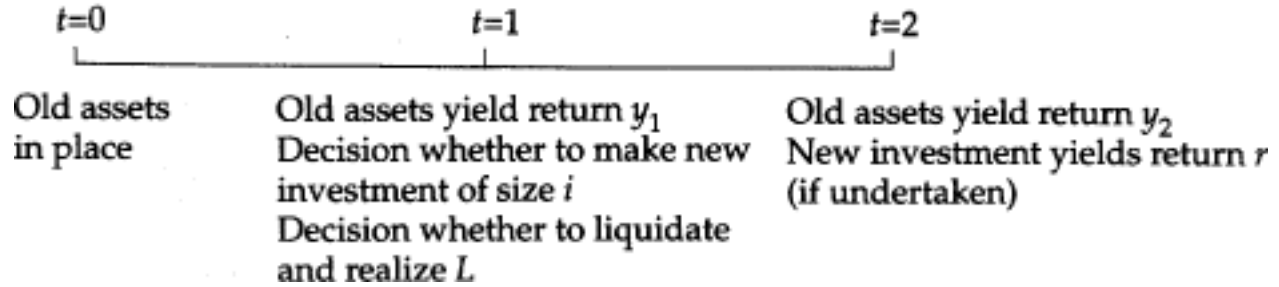 t=0 t=1 t=2
Old assets
in place
Old assets yield return y₁
Decision whether to make new
investment of size i
Decision whether to liquidate
and realize L
Old assets yield return y₂
New investment yields return r
(if undertaken)